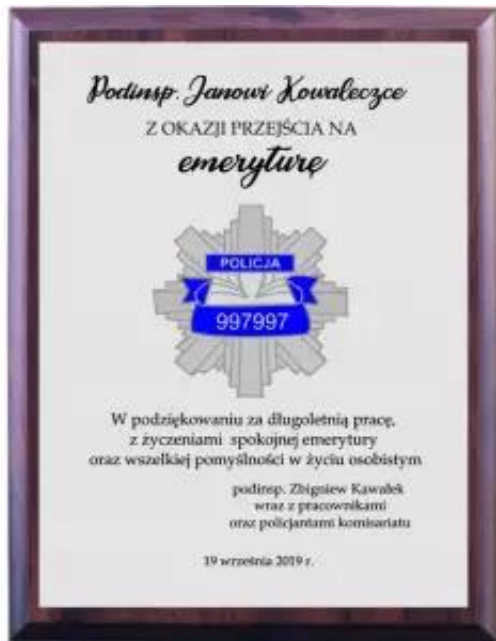 Podinsp. Janowi Kowaleczce
Z OKAZJI PRZEJŚCIA NA
emeryturę
POLICJA
997997
W podziękowaniu za długoletnią pracę,
z życzeniami spokojnej emerytury
oraz wszelkiej pomyślności w życiu osobistym
podinsp. Zbigniew Kawałek
wraz z pracownikami
oraz policjantami komisariatu
19 września 2019 r.